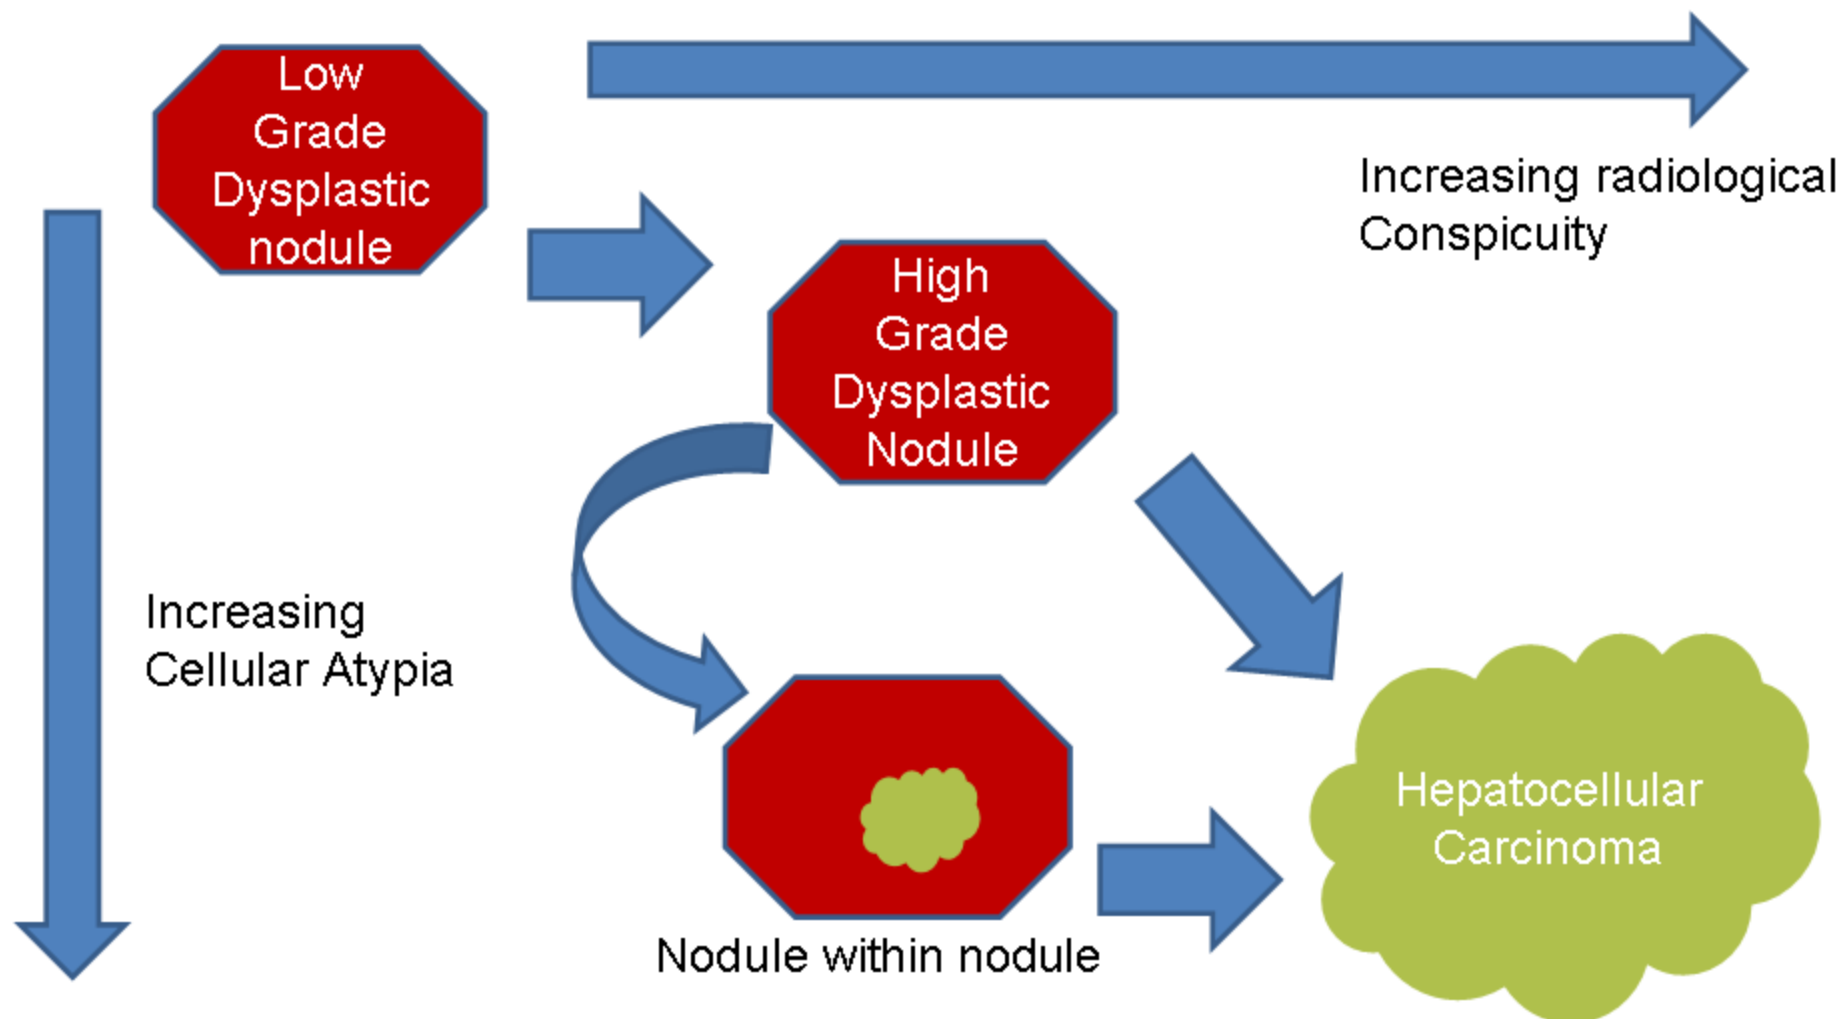 Low
Grade
Dysplastic
nodule
Increasing radiological
Conspicuity
High
Grade
Dysplastic
Nodule
Increasing
Cellular Atypia
Hepatocellular
Carcinoma
Nodule within nodule